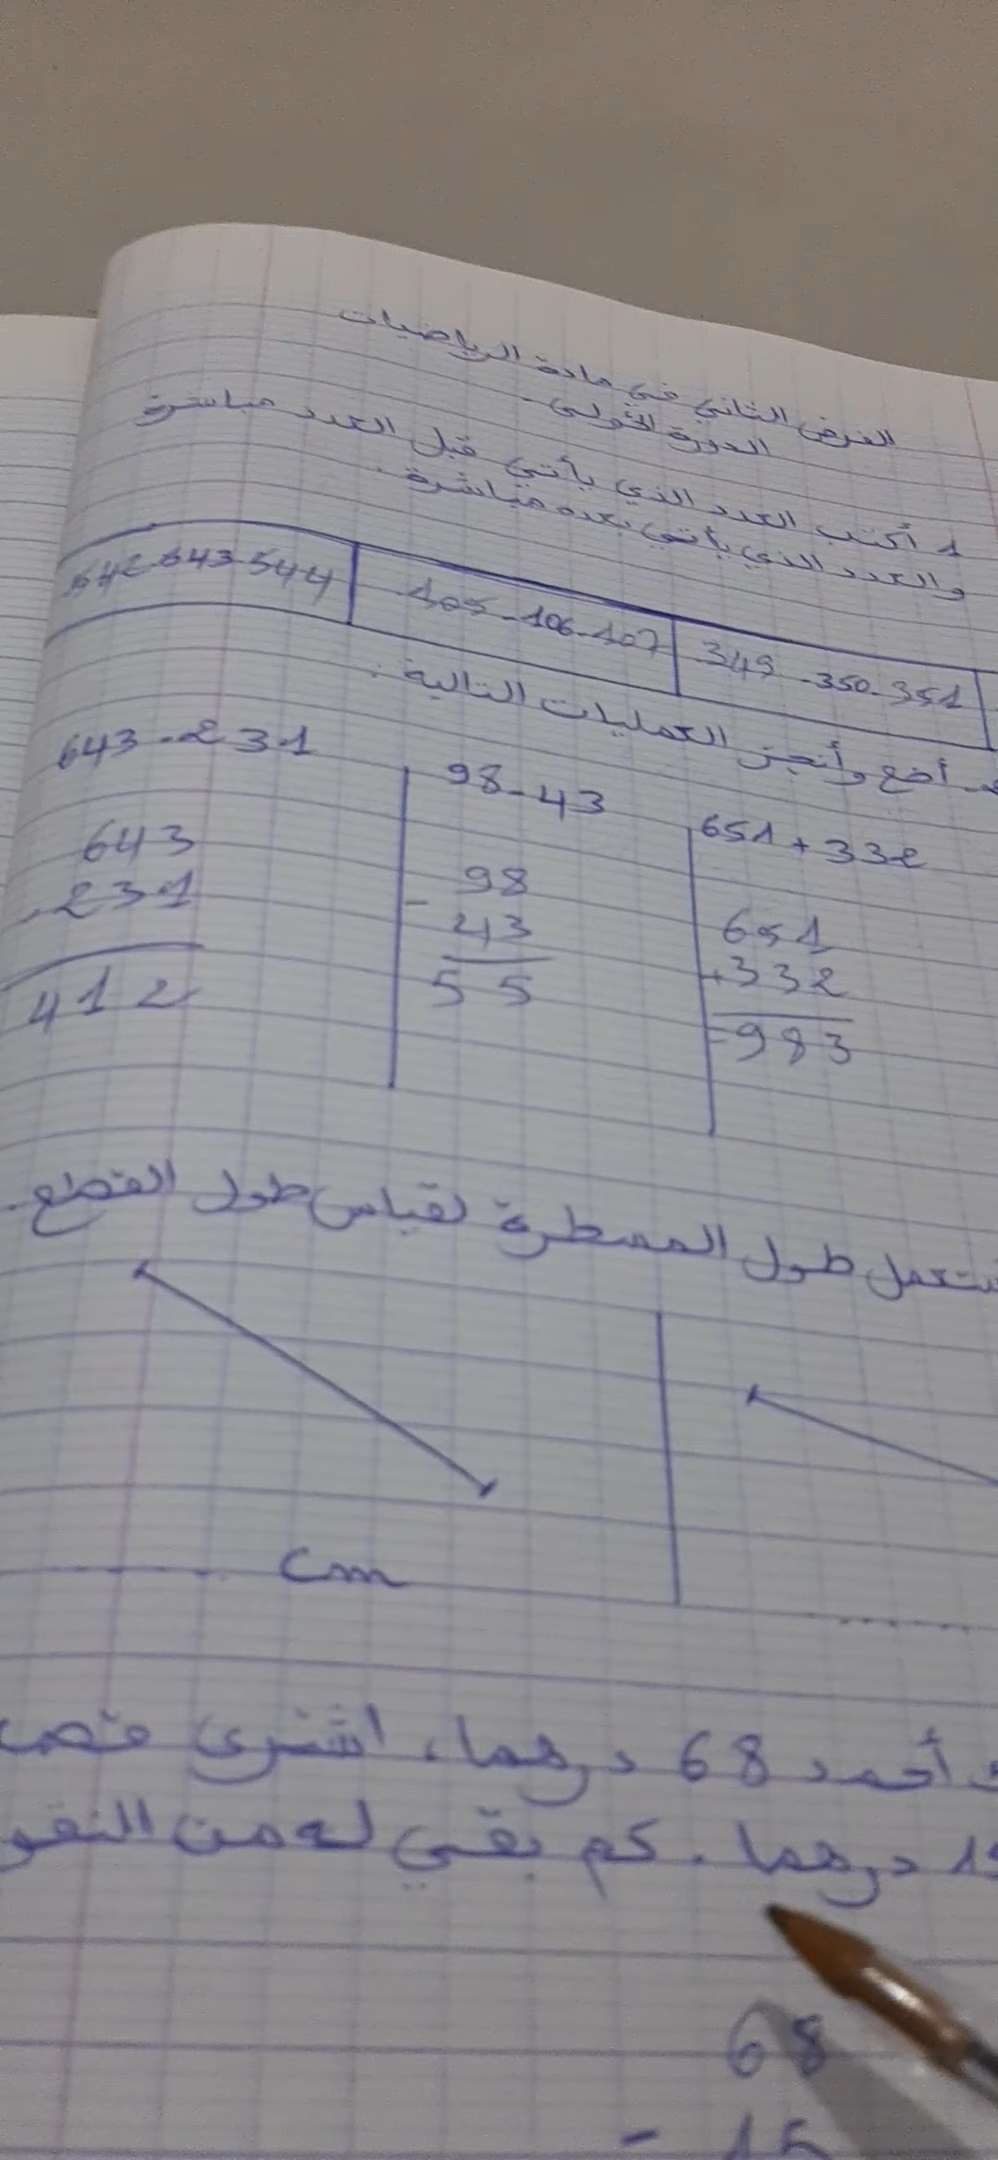 الفرض الثاني في مادة الرياضيات
الدورة الأولى.
1 أكتب العدد الذي يأتي قبل العدد مباشرة
والعدد الذي يأتي بعده مباشرة.
349 - 350 - 351
105 - 106 - 107
642 - 643 - 544
أضع وأنجز العمليات التالية :
651 + 332
98 - 43
643 - 231
651
+ 332
= 983
98
- 43
55
643
- 231
412
ستعمل طول المسطرة لقياس طول القطع.
........ cm
........
أحمد 68 درهما، اشترى
درهما. كم بقي له من
68
- 15